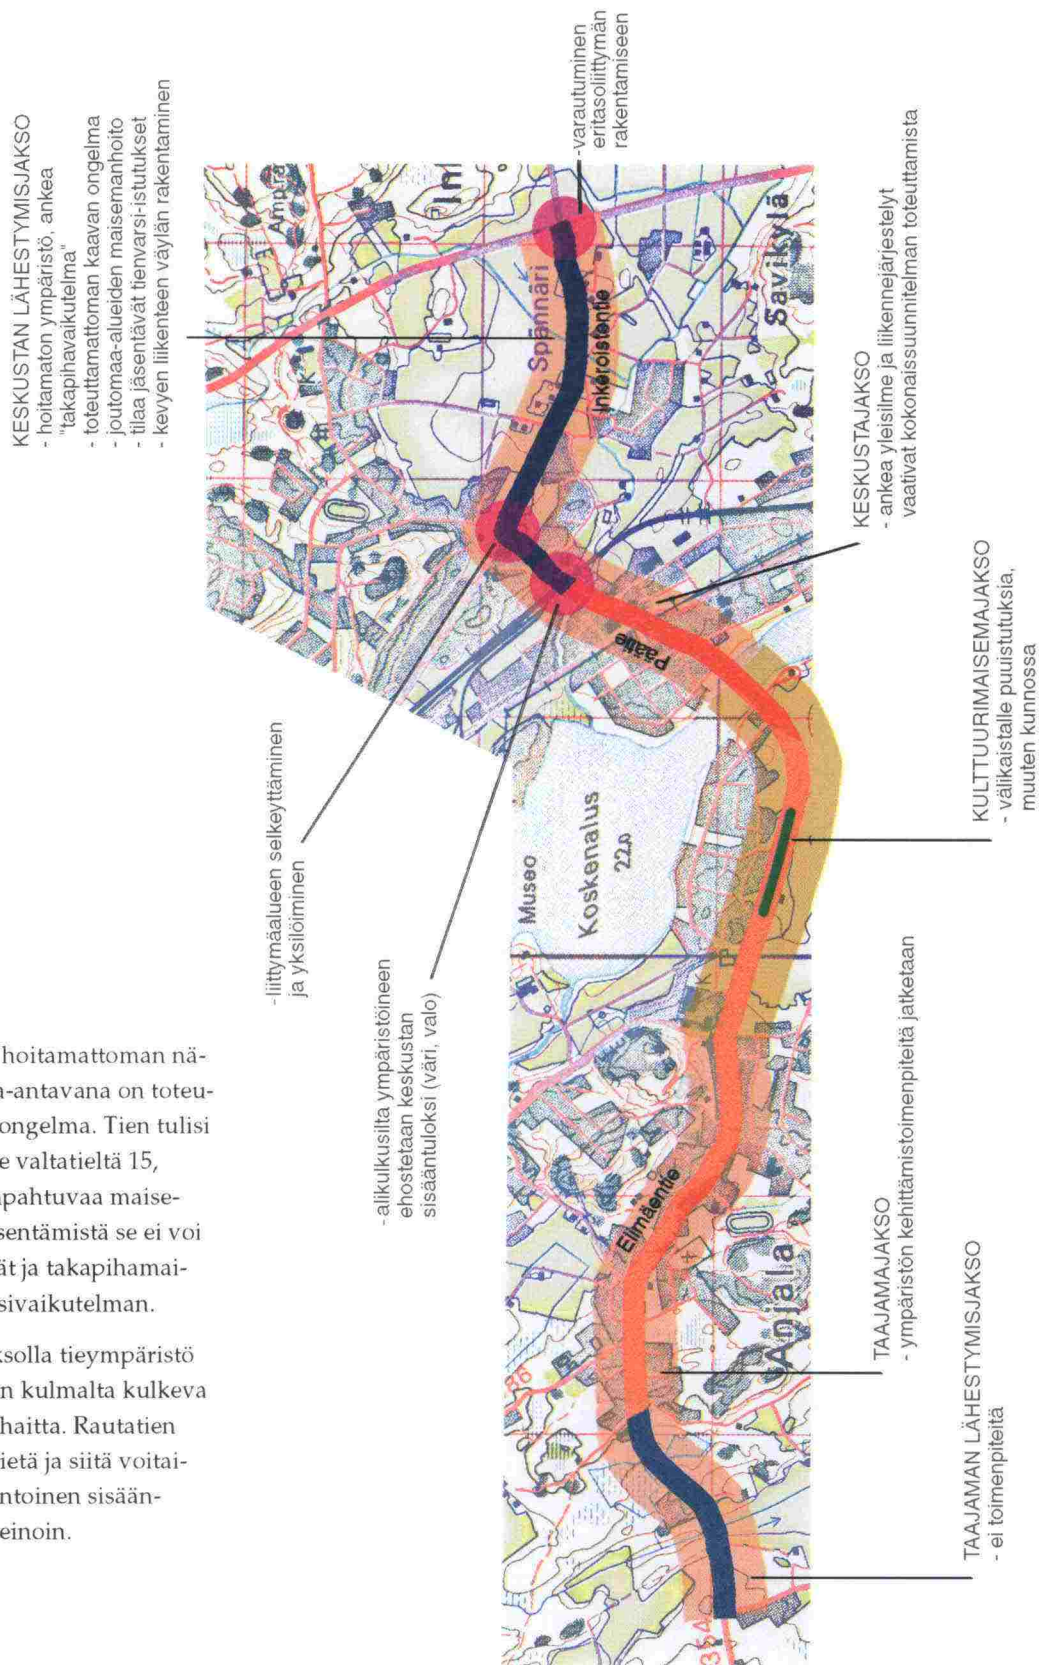 KESKUSTAN LÄHESTYMISJAKSO
- hoitamaton ympäristö, ankea
"takapihavaikutelma"
- toteuttamattoman kaavan ongelma
- joutomaa-alueiden maisemanhoito
- tilaa jäsentävät tienvarsi-istutukset
- kevyen liikenteen väylän rakentaminen
-varautuminen
eritasoliittymän
rakentamiseen
-liittymäalueen selkeyttäminen
ja yksilöiminen
-alikulkusilta ympäristöineen
ehostetaan keskustan
sisääntuloksi (väri, valo)
KESKUSTAJAKSO
- ankea yleisilme ja liikennejärjestelyt
vaativat kokonaissuunnitelman toteuttamista
KULTTUURIMAISEMAJAKSO
- välikaistalle puuistutuksia,
muuten kunnossa
TAAJAMAJAKSO
- ympäristön kehittämistoimenpiteitä jatketaan
TAAJAMAN LÄHESTYMISJAKSO
- ei toimenpiteitä
Spännäri
Inkeroistentie
Savikylä
Päätie
Museo
Koskenalus
22.0
Elimäentie
Anjala
354
hoitamattoman nä-
a-antavana on toteu-
ongelma. Tien tulisi
e valtatieltä 15,
apahtuvaa maise-
sentämistä se ei voi
ät ja takapihamai-
sivaikutelman.
ksolla tieympäristö
n kulmalta kulkeva
haitta. Rautatien
ietä ja siitä voitai-
ntoinen sisään-
einoin.